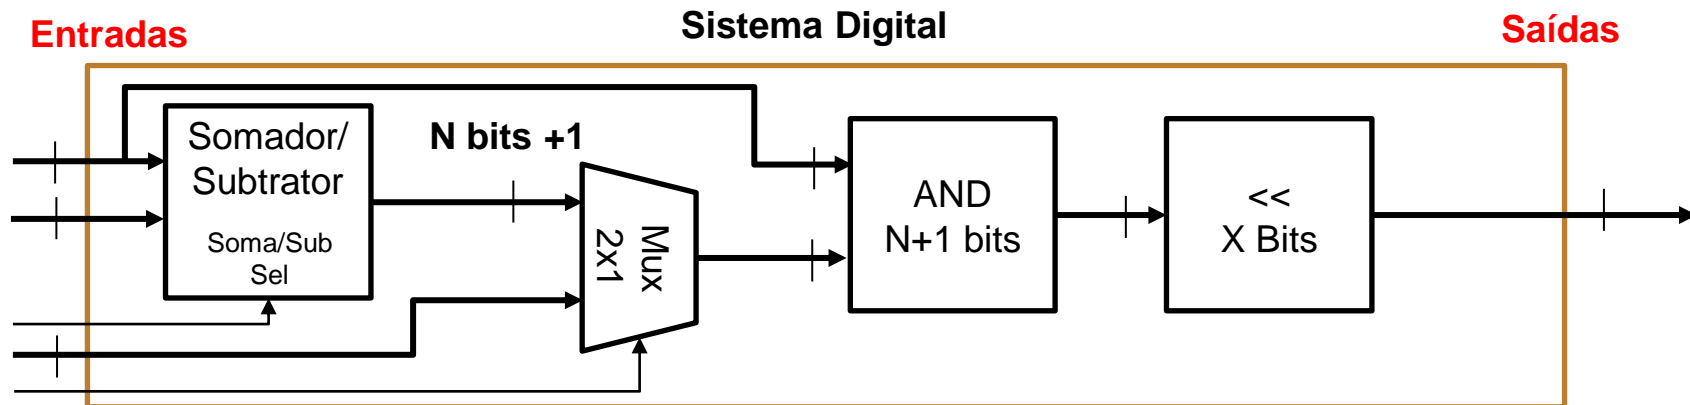 Sistema Digital
Entradas
Saídas
Somador/
Subtrator
Soma/Sub
Sel
N bits +1
Mux
2x1
AND
N+1 bits
<<
X Bits